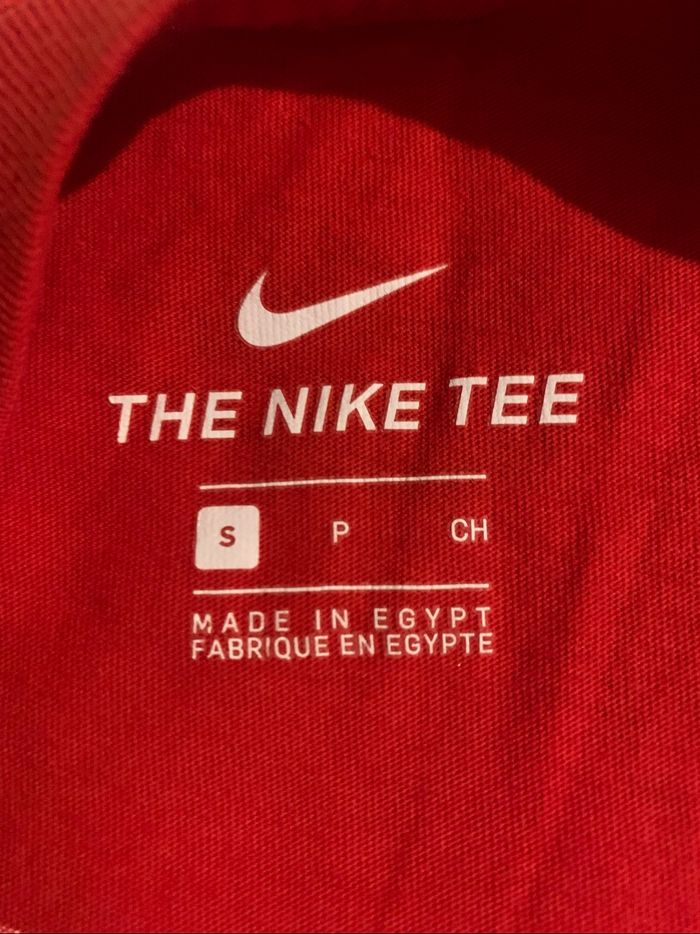 THE NIKE TEE
S P CH
MADE IN EGYPT
FABRIQUE EN EGYPTE